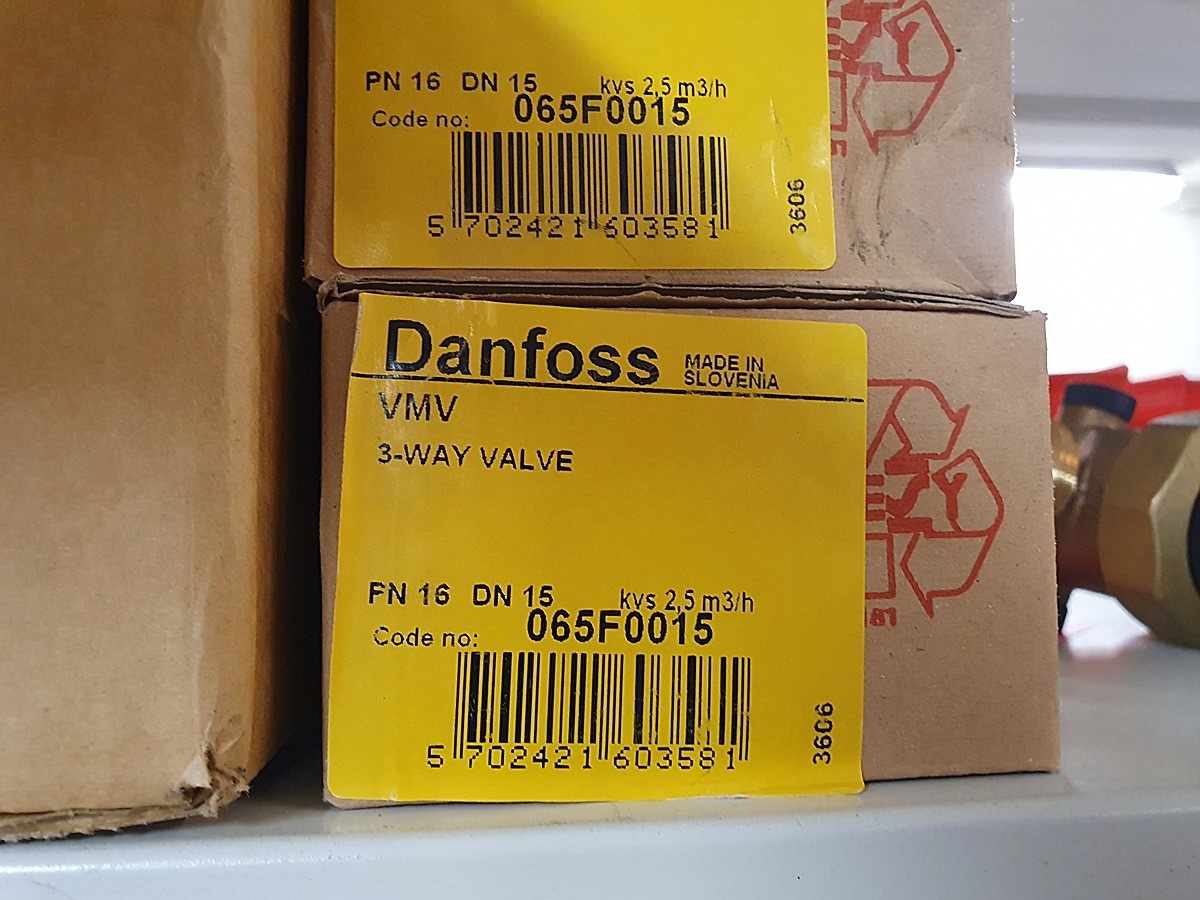 PN 16 DN 15 kvs 2,5 m3/h
Code no: 065F0015
5 702421 603581
3606
Danfoss MADE IN
SLOVENIA
VMV
3-WAY VALVE
PN 16 DN 15 kvs 2,5 m3/h
Code no: 065F0015
5 702421 603581
3606